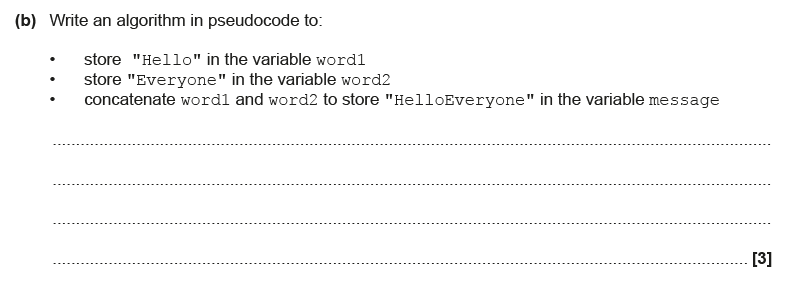 (b) Write an algorithm in pseudocode to:
• store "Hello" in the variable word1
• store "Everyone" in the variable word2
• concatenate word1 and word2 to store "HelloEveryone" in the variable message
[3]